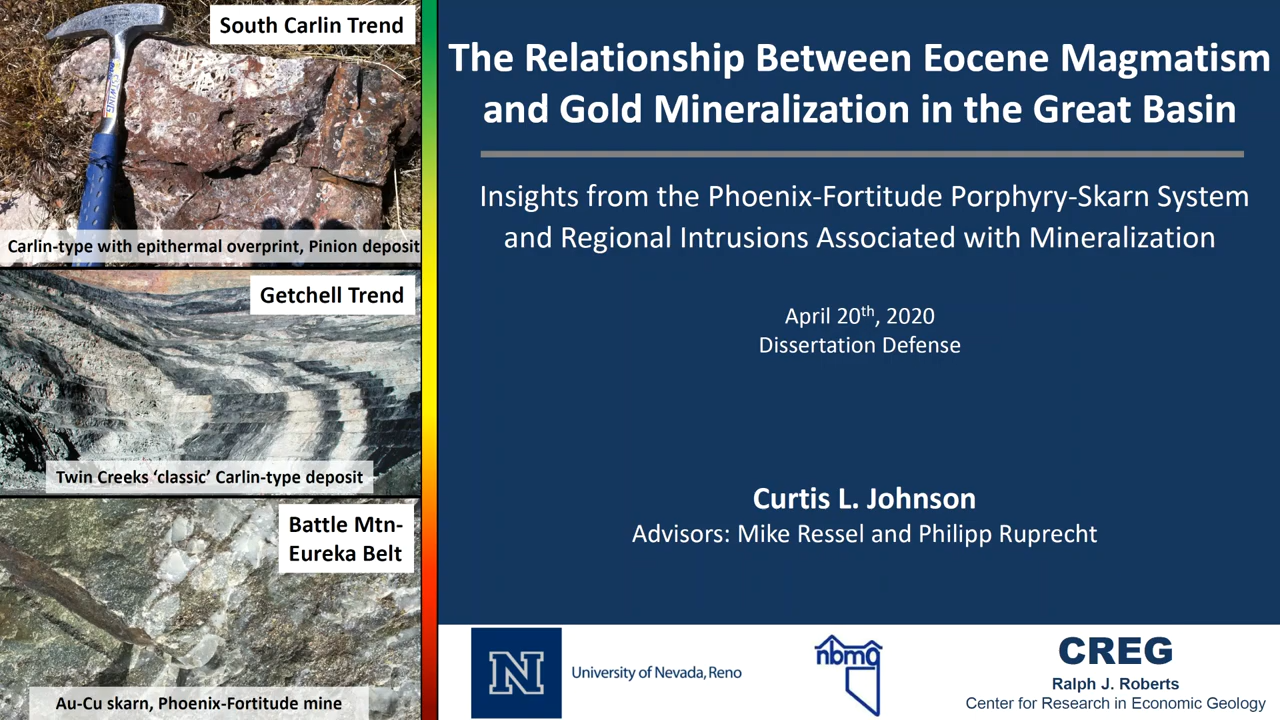 South Carlin Trend
Carlin-type with epithermal overprint, Pinion deposit
Getchell Trend
Twin Creeks ‘classic’ Carlin-type deposit
Battle Mtn-
Eureka Belt
Au-Cu skarn, Phoenix-Fortitude mine
The Relationship Between Eocene Magmatism
and Gold Mineralization in the Great Basin
Insights from the Phoenix-Fortitude Porphyry-Skarn System
and Regional Intrusions Associated with Mineralization
April 20th, 2020
Dissertation Defense
Curtis L. Johnson
Advisors: Mike Ressel and Philipp Ruprecht
N
University of Nevada, Reno
nbmg
CREG
Ralph J. Roberts
Center for Research in Economic Geology
ESTWING